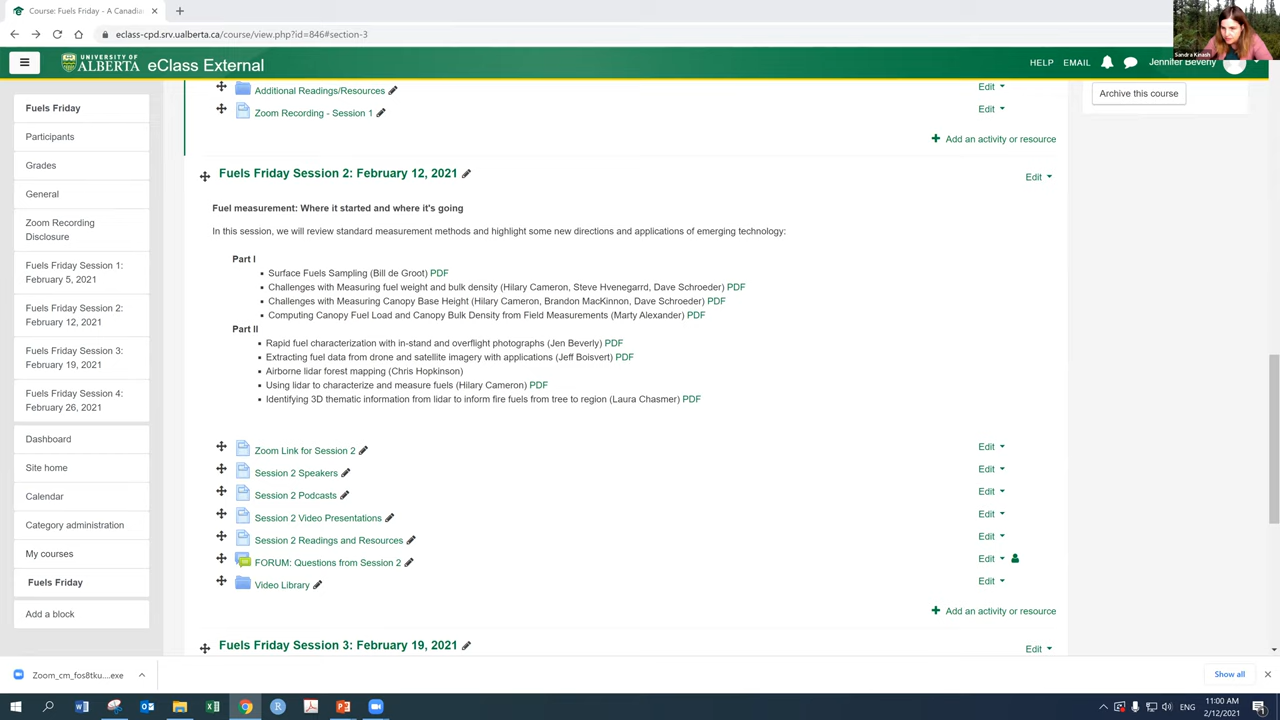 Course: Fuels Friday - A Canadia
eclass-cpd.srv.ualberta.ca/course/view.php?id=846#section-3
Sandra Kinash
UNIVERSITY OF
ALBERTA eClass External
HELP EMAIL Jennifer Beverly
Fuels Friday
Participants
Grades
General
Zoom Recording
Disclosure
Fuels Friday Session 1:
February 5, 2021
Fuels Friday Session 2:
February 12, 2021
Fuels Friday Session 3:
February 19, 2021
Fuels Friday Session 4:
February 26, 2021
Dashboard
Site home
Calendar
Category administration
My courses
Fuels Friday
Add a block
Additional Readings/Resources Edit
Zoom Recording - Session 1 Edit
Add an activity or resource
Archive this course
Fuels Friday Session 2: February 12, 2021
Edit
Fuel measurement: Where it started and where it's going
In this session, we will review standard measurement methods and highlight some new directions and applications of emerging technology:
Part I
Surface Fuels Sampling (Bill de Groot) PDF
Challenges with Measuring fuel weight and bulk density (Hilary Cameron, Steve Hvenegarrd, Dave Schroeder) PDF
Challenges with Measuring Canopy Base Height (Hilary Cameron, Brandon MacKinnon, Dave Schroeder) PDF
Computing Canopy Fuel Load and Canopy Bulk Density from Field Measurements (Marty Alexander) PDF
Part II
Rapid fuel characterization with in-stand and overflight photographs (Jen Beverly) PDF
Extracting fuel data from drone and satellite imagery with applications (Jeff Boisvert) PDF
Airborne lidar forest mapping (Chris Hopkinson)
Using lidar to characterize and measure fuels (Hilary Cameron) PDF
Identifying 3D thematic information from lidar to inform fire fuels from tree to region (Laura Chasmer) PDF
Zoom Link for Session 2 Edit
Session 2 Speakers Edit
Session 2 Podcasts Edit
Session 2 Video Presentations Edit
Session 2 Readings and Resources Edit
FORUM: Questions from Session 2 Edit
Video Library Edit
Add an activity or resource
Fuels Friday Session 3: February 19, 2021
Edit
Zoom_cm_fos8tku....exe
Show all
ENG
11:00 AM
2/12/2021